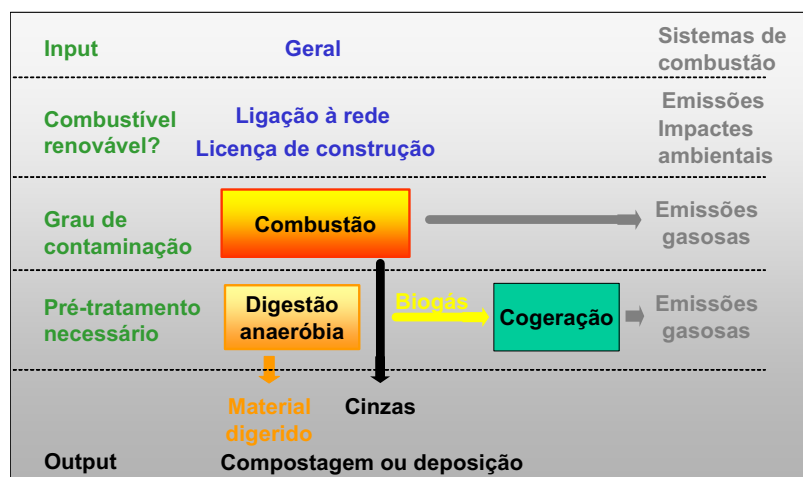 Input
Geral
Sistemas de
combustão
Combustível
renovável?
Ligação à rede
Licença de construção
Emissões
Impactes
ambientais
Grau de
contaminação
Combustão
Emissões
gasosas
Pré-tratamento
necessário
Digestão
anaeróbia
Biogás
Cogeração
Emissões
gasosas
Material
digerido
Cinzas
Output
Compostagem ou deposição